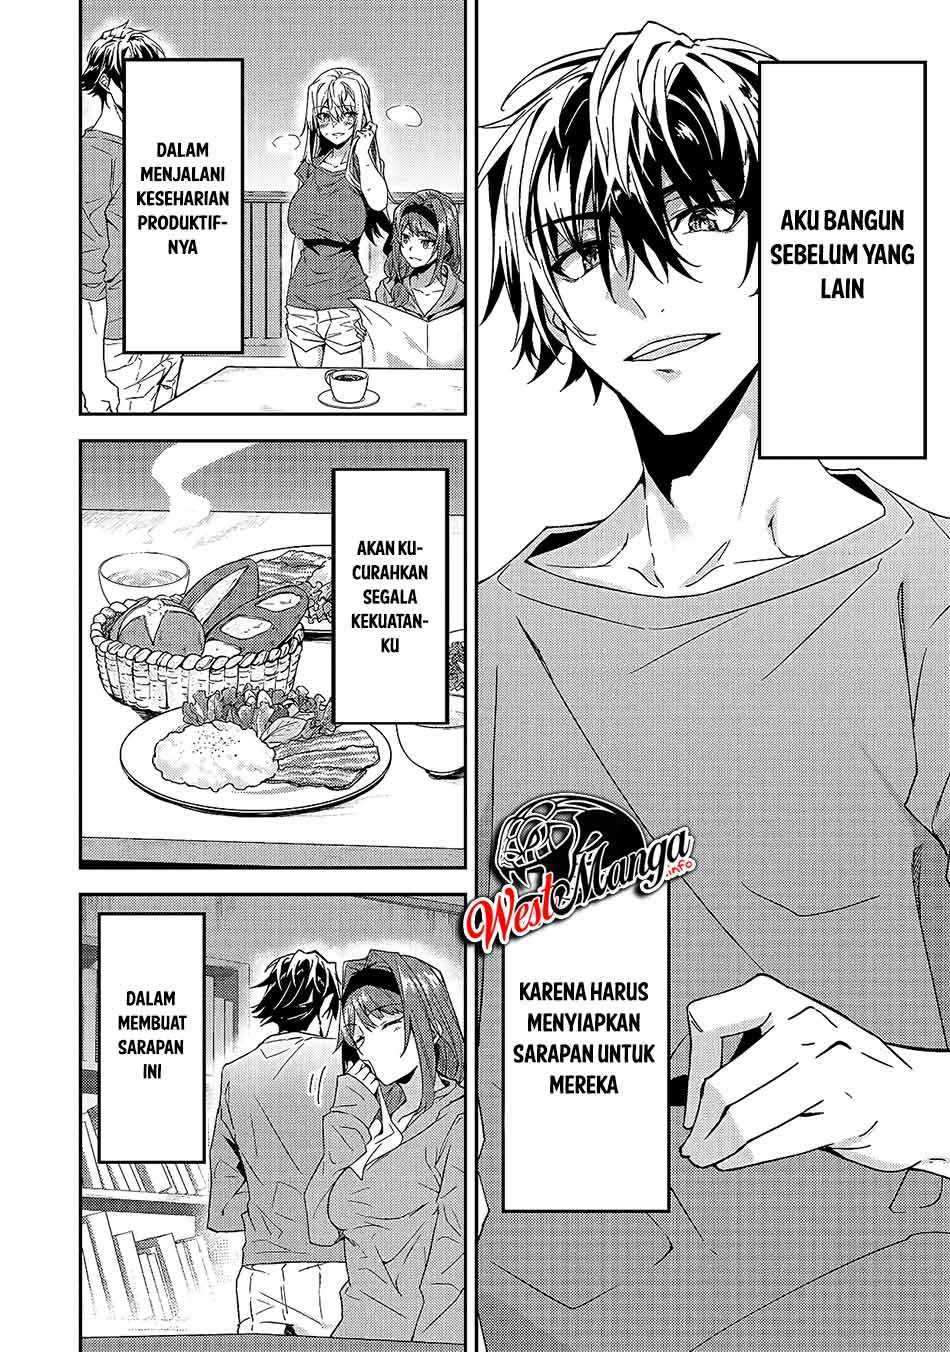 AKU BANGUN
SEBELUM YANG
LAIN
KARENA HARUS
MENYIAPKAN
SARAPAN UNTUK
MEREKA
DALAM
MENJALANI
KESEHARIAN
PRODUKTIF-
NYA
AKAN KU-
CURAHKAN
SEGALA
KEKUATAN-
KU
DALAM
MEMBUAT
SARAPAN
INI
WestManga
.info